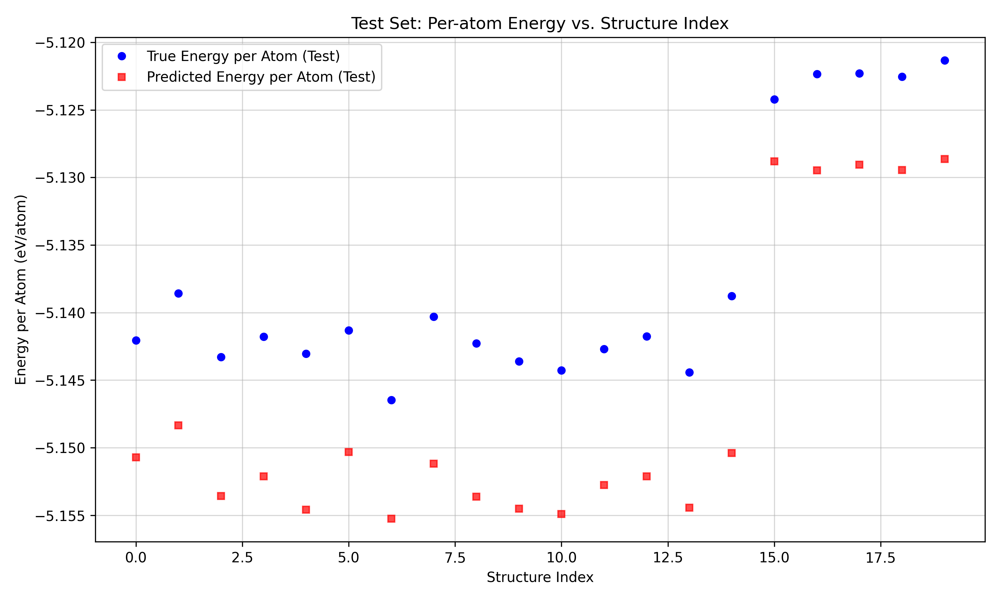 Test Set: Per-atom Energy vs. Structure Index
True Energy per Atom (Test)
Predicted Energy per Atom (Test)
Energy per Atom (eV/atom)
−5.120
−5.125
−5.130
−5.135
−5.140
−5.145
−5.150
−5.155
0.0 2.5 5.0 7.5 10.0 12.5 15.0 17.5
Structure Index